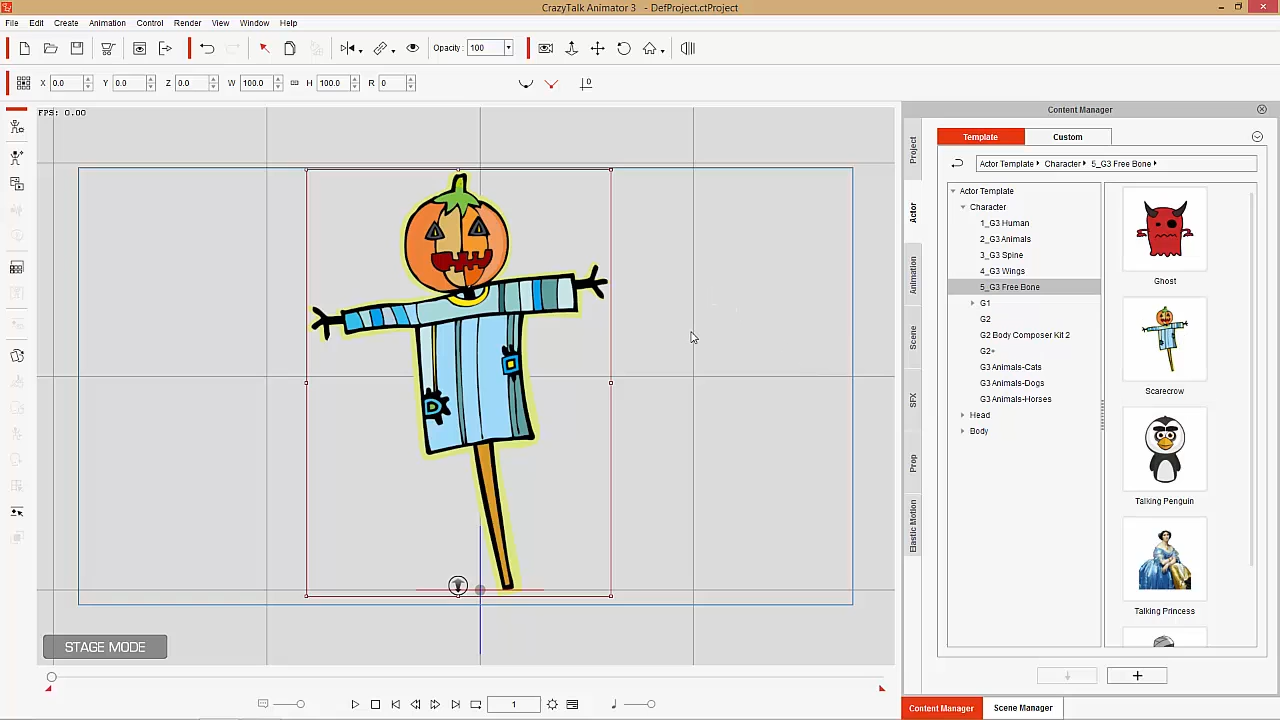 CrazyTalk Animator 3 - DefProject.ctProject
File Edit Create Animation Control Render View Window Help
Opacity : 100
X 0.0 Y 0.0 Z 0.0 W 100.0 H 100.0 R 0
FPS: 0.00
Content Manager
Template Custom
Actor Template Character 5_G3 Free Bone
Project
Actor
Animation
Scene
SFX
Prop
Elastic Motion
Actor Template
Character
1_G3 Human
2_G3 Animals
3_G3 Spine
4_G3 Wings
5_G3 Free Bone
G1
G2
G2 Body Composer Kit 2
G2+
G3 Animals-Cats
G3 Animals-Dogs
G3 Animals-Horses
Head
Body
Ghost
Scarecrow
Talking Penguin
Talking Princess
STAGE MODE
1
Content Manager Scene Manager